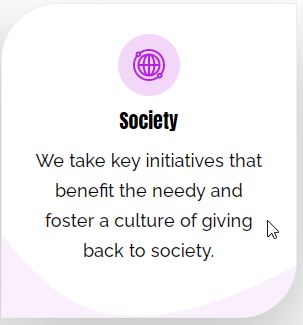 Society
We take key initiatives that
benefit the needy and
foster a culture of giving
back to society.